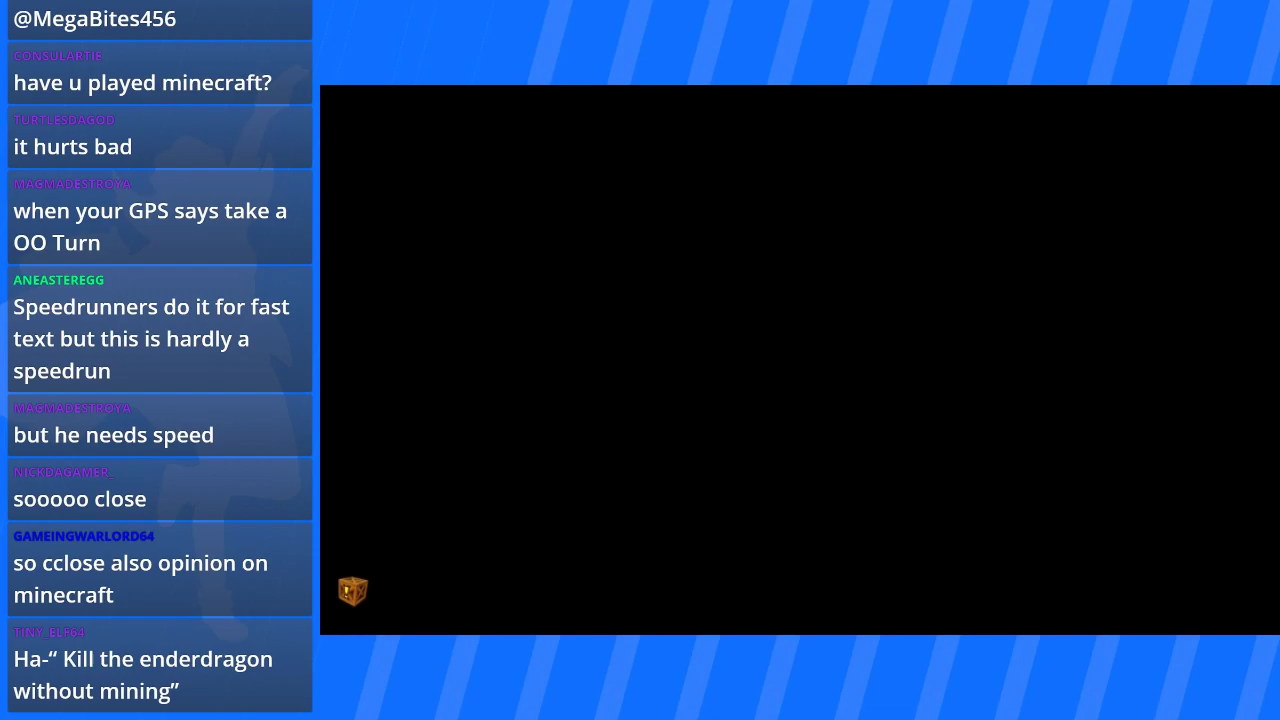 @MegaBites456
CONSULARTIE
have u played minecraft?
TURTLESDAGOD
it hurts bad
MAGMADESTROYA
when your GPS says take a
OO Turn
ANEASTEREGG
Speedrunners do it for fast
text but this is hardly a
speedrun
MAGMADESTROYA
but he needs speed
NICKDAGAMER_
sooooo close
GAMEINGWARLORD64
so cclose also opinion on
minecraft
TINY_ELF64
Ha-“ Kill the enderdragon
without mining”